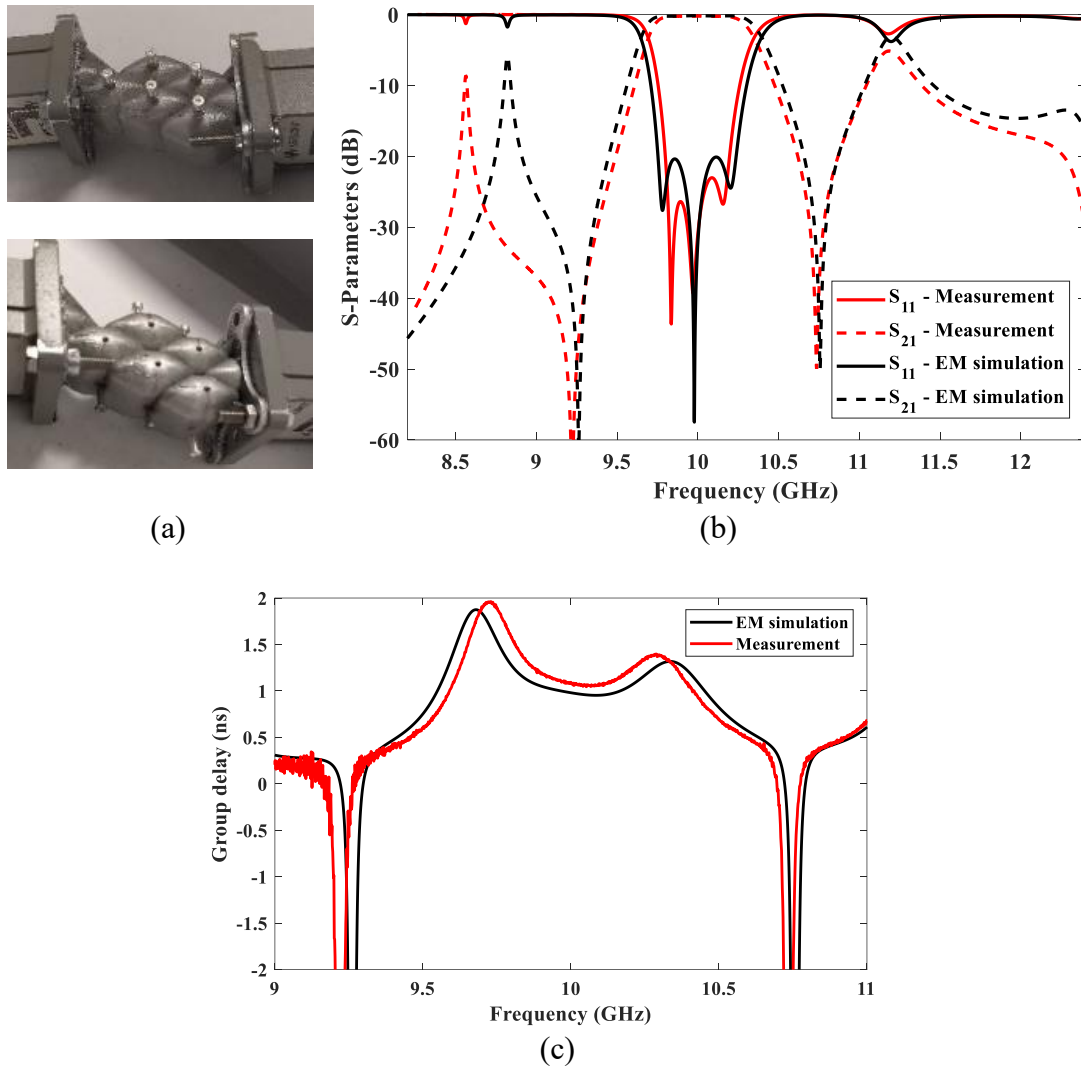 0
-10
-20
-30
-40
-50
-60
S-Parameters (dB)
S11 - Measurement
S21 - Measurement
S11 - EM simulation
S21 - EM simulation
8.5 9 9.5 10 10.5 11 11.5 12
Frequency (GHz)
(a) (b)
2
1.5
1
0.5
0
-0.5
-1
-1.5
-2
Group delay (ns)
EM simulation
Measurement
9 9.5 10 10.5 11
Frequency (GHz)
(c)